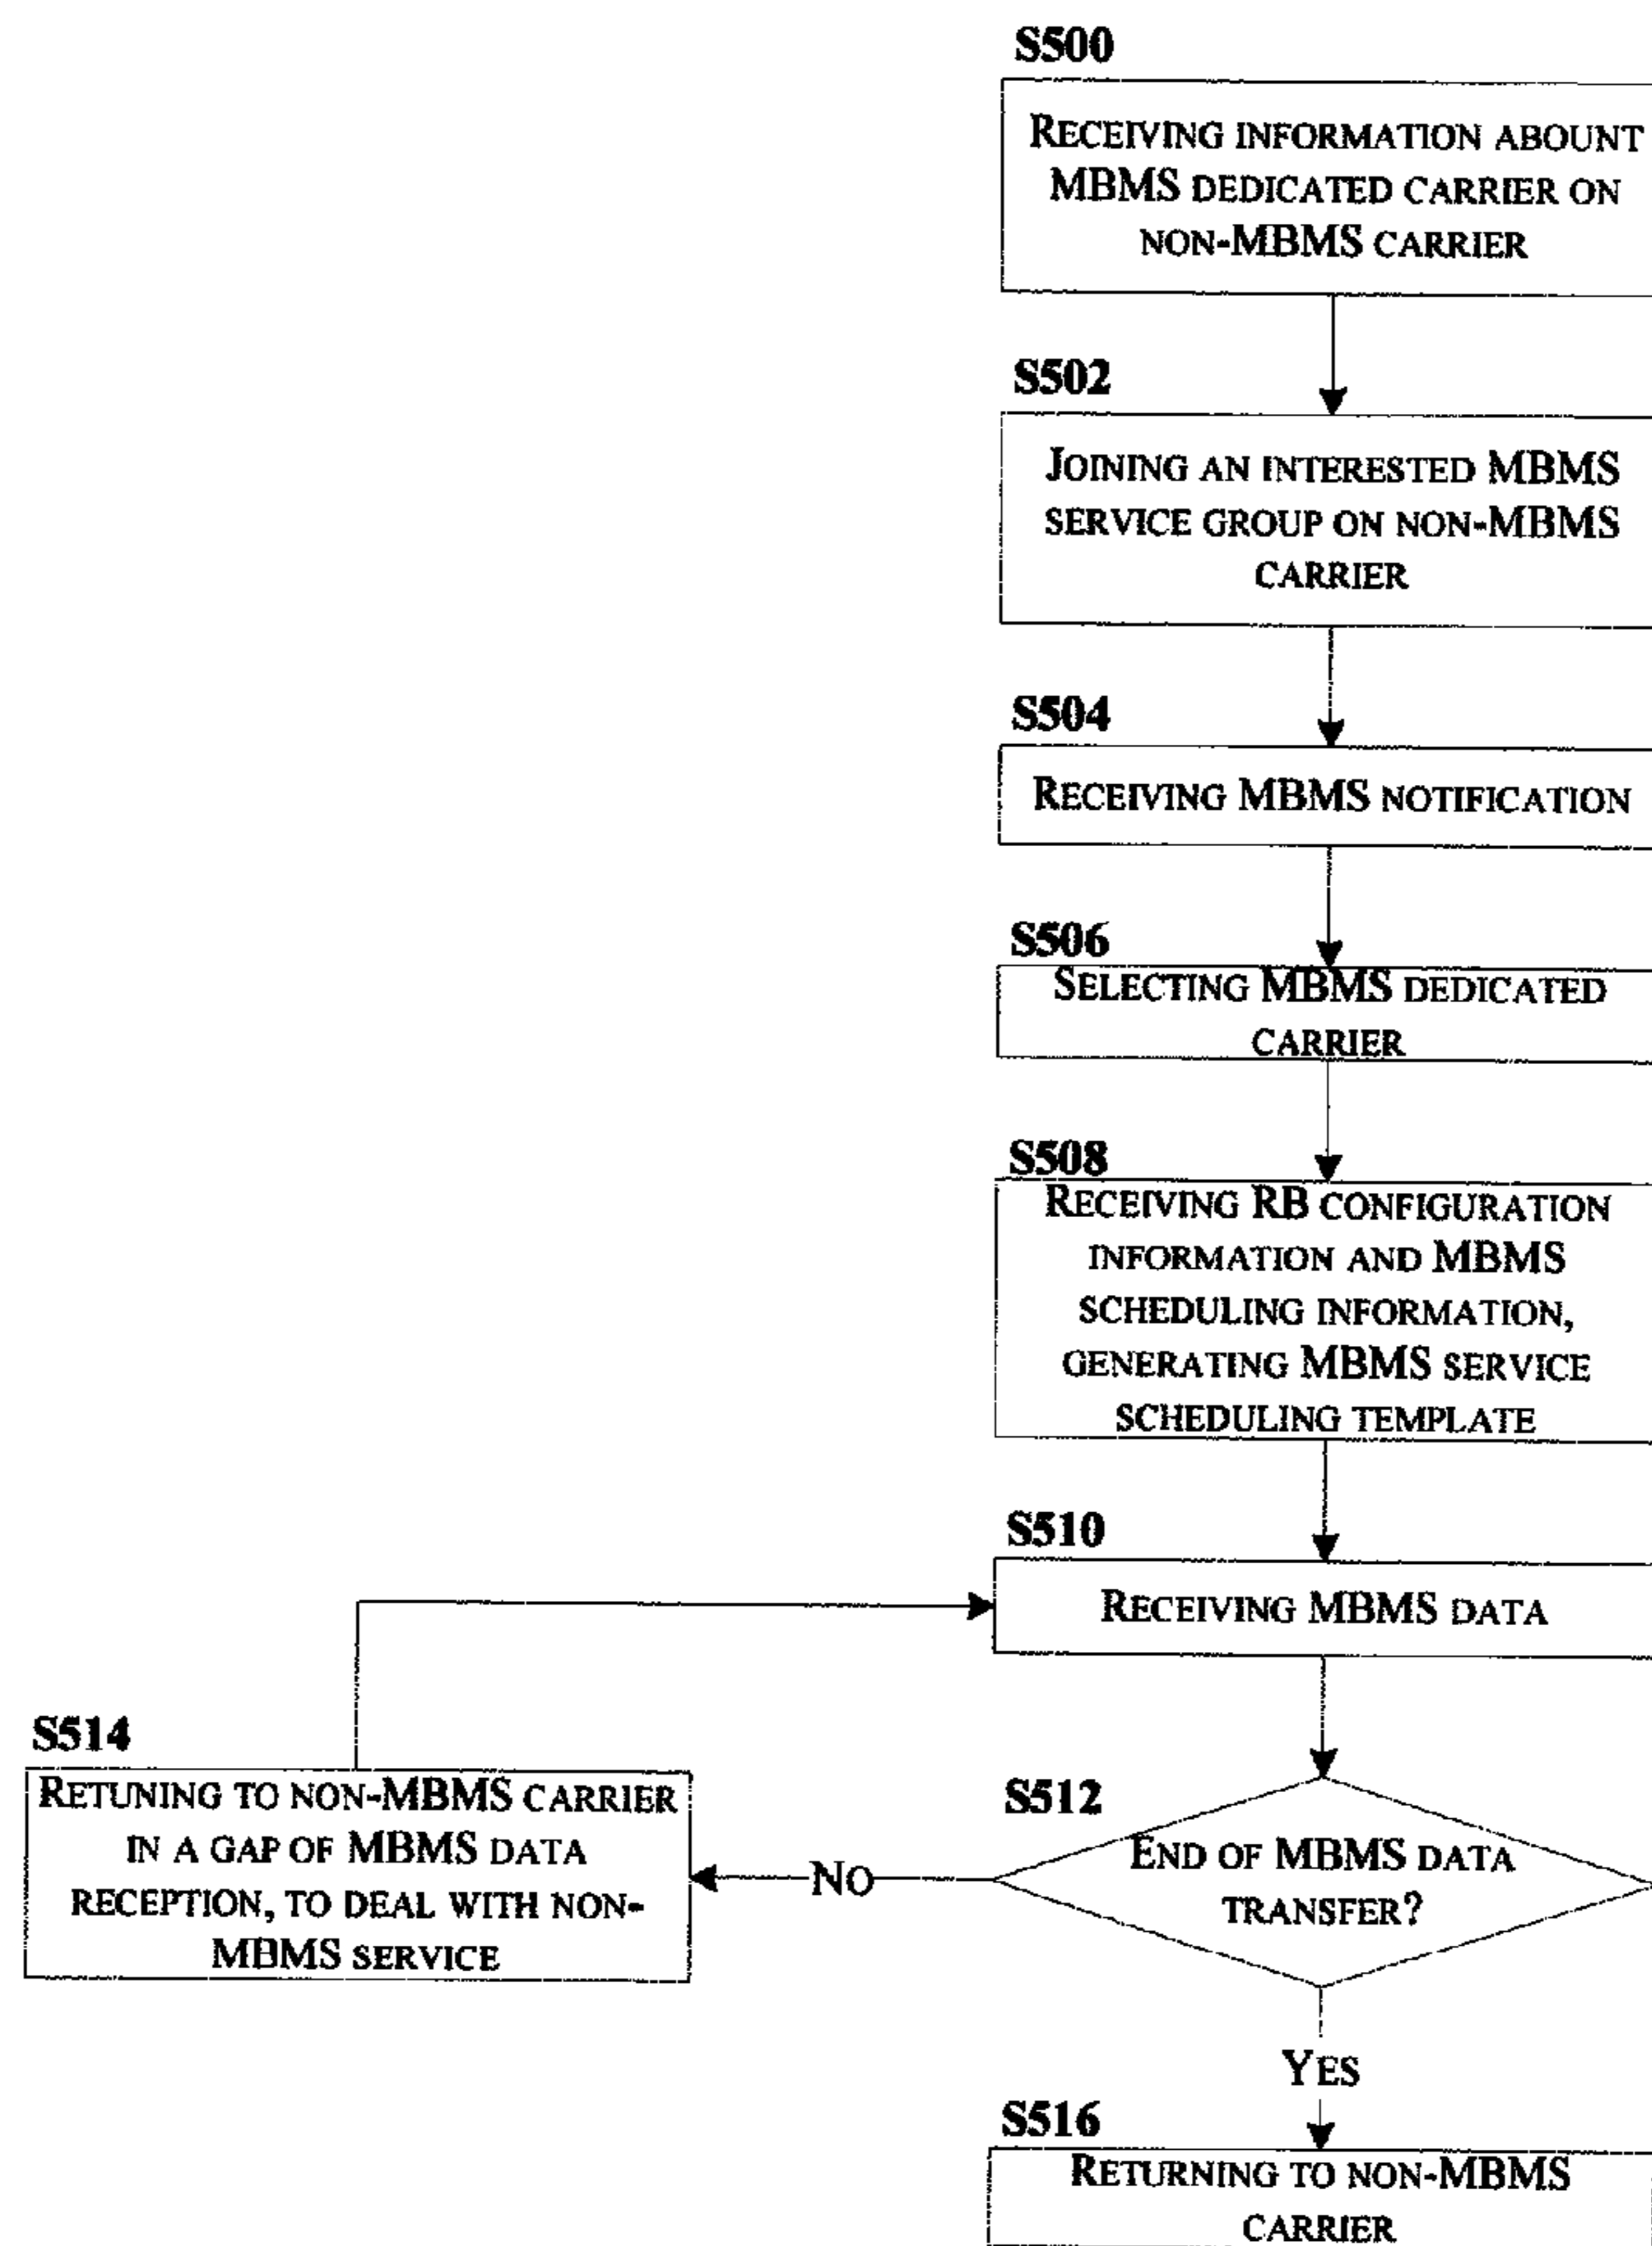 S500
RECEIVING INFORMATION ABOUNT
MBMS DEDICATED CARRIER ON
NON-MBMS CARRIER
S502
JOINING AN INTERESTED MBMS
SERVICE GROUP ON NON-MBMS
CARRIER
S504
RECEIVING MBMS NOTIFICATION
S506
SELECTING MBMS DEDICATED
CARRIER
S508
RECEIVING RB CONFIGURATION
INFORMATION AND MBMS
SCHEDULING INFORMATION,
GENERATING MBMS SERVICE
SCHEDULING TEMPLATE
S510
RECEIVING MBMS DATA
S512
END OF MBMS DATA
TRANSFER?
NO
S514
RETUNING TO NON-MBMS CARRIER
IN A GAP OF MBMS DATA
RECEPTION, TO DEAL WITH NON-
MBMS SERVICE
YES
S516
RETURNING TO NON-MBMS
CARRIER